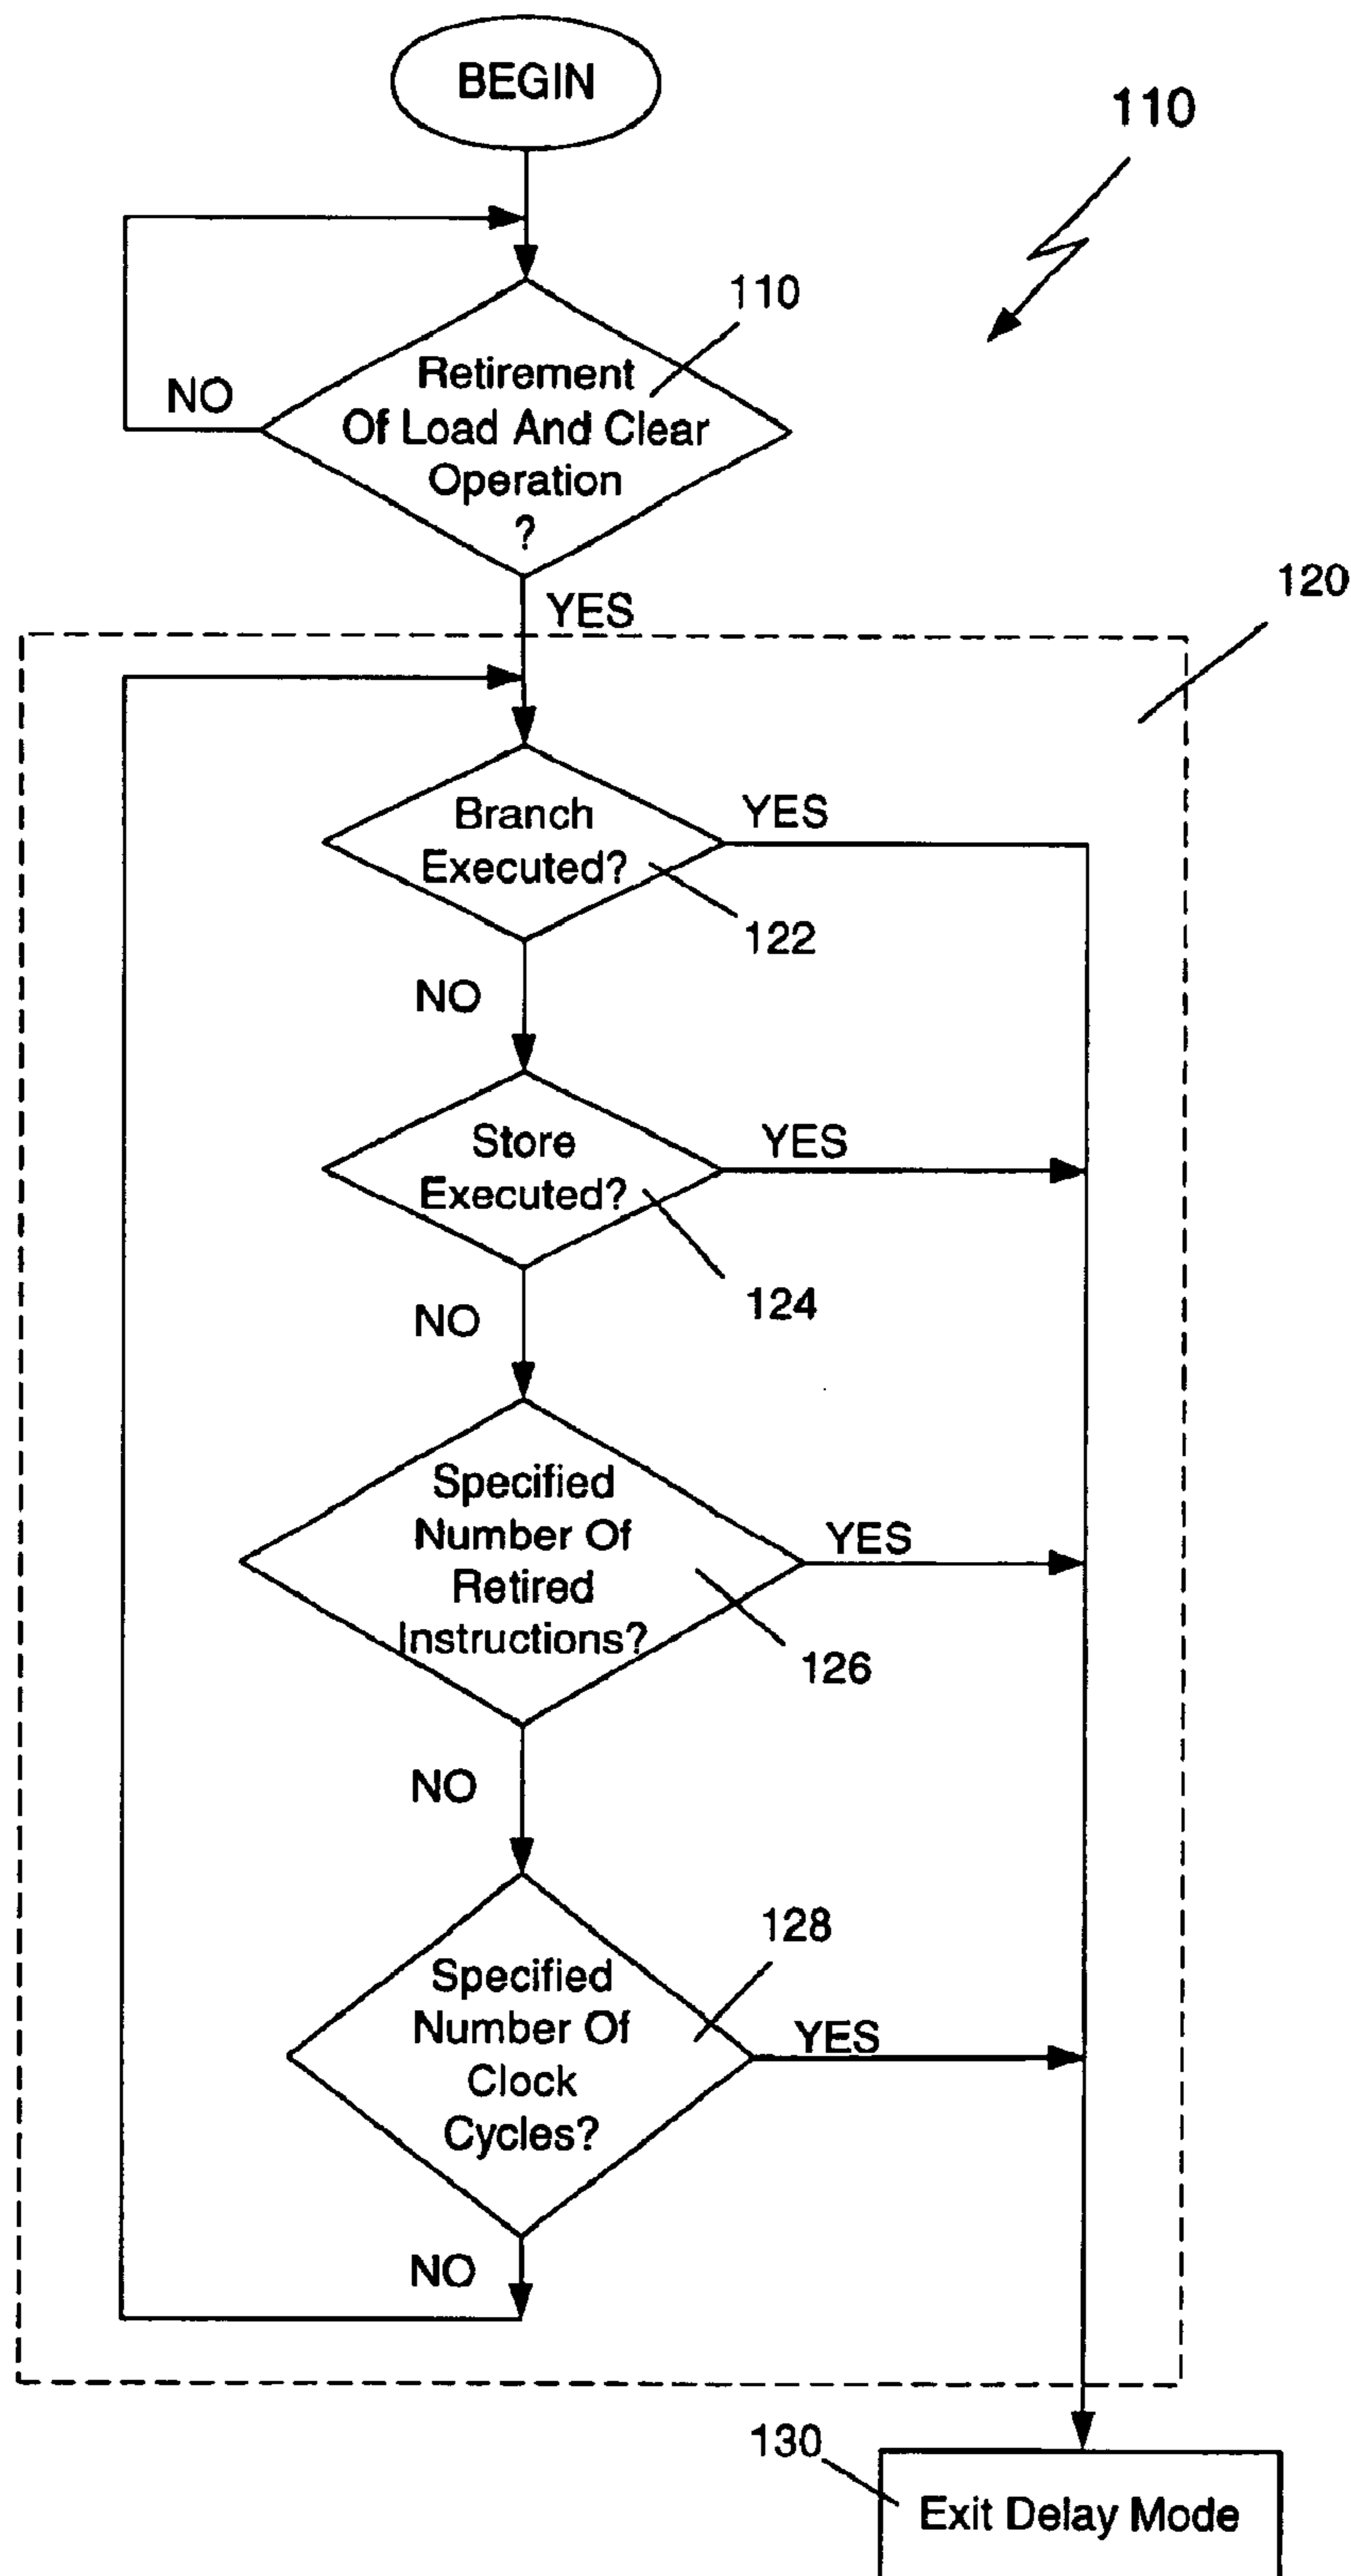 BEGIN
110
110
Retirement
Of Load And Clear
Operation
?
NO
YES
120
Branch
Executed?
YES
122
NO
Store
Executed?
YES
124
NO
Specified
Number Of
Retired
Instructions?
YES
126
NO
128
Specified
Number Of
Clock
Cycles?
YES
NO
130
Exit Delay Mode